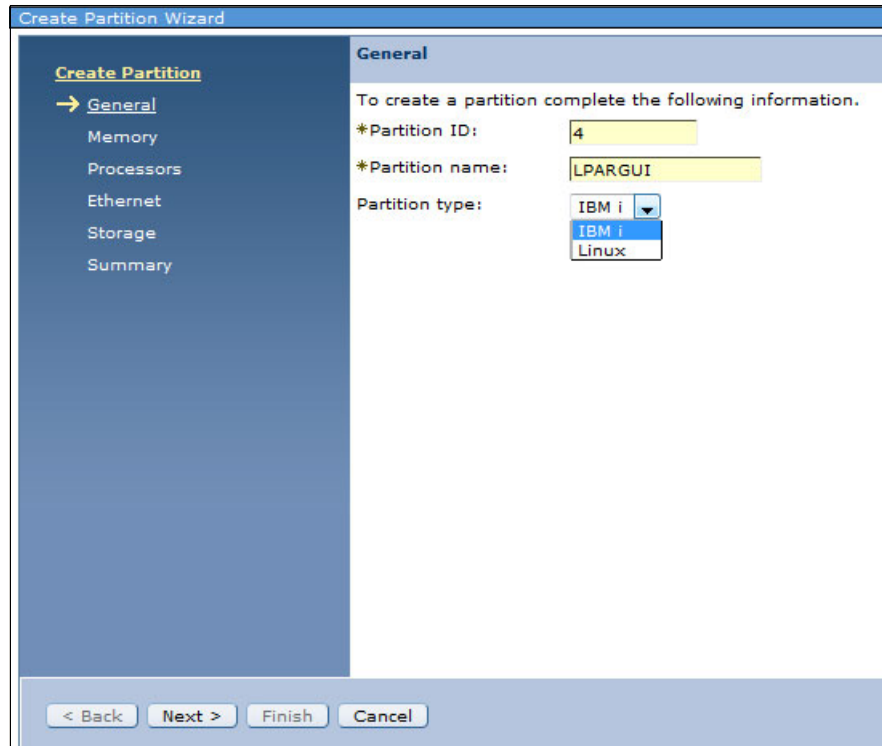 Create Partition Wizard
Create Partition
General
Memory
Processors
Ethernet
Storage
Summary
General
To create a partition complete the following information.
*Partition ID: 4
*Partition name: LPARGUI
Partition type: IBM i
IBM i
Linux
< Back Next > Finish Cancel